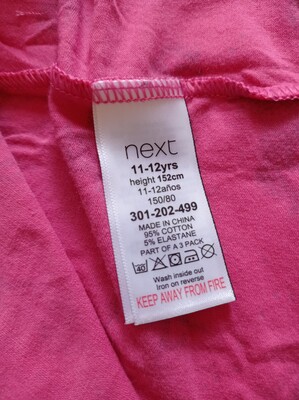 next
11-12yrs
height 152cm
11-12años
150/80
301-202-499
MADE IN CHINA
95% COTTON
5% ELASTANE
PART OF A 3 PACK
40
Wash inside out
Iron on reverse
KEEP AWAY FROM FIRE